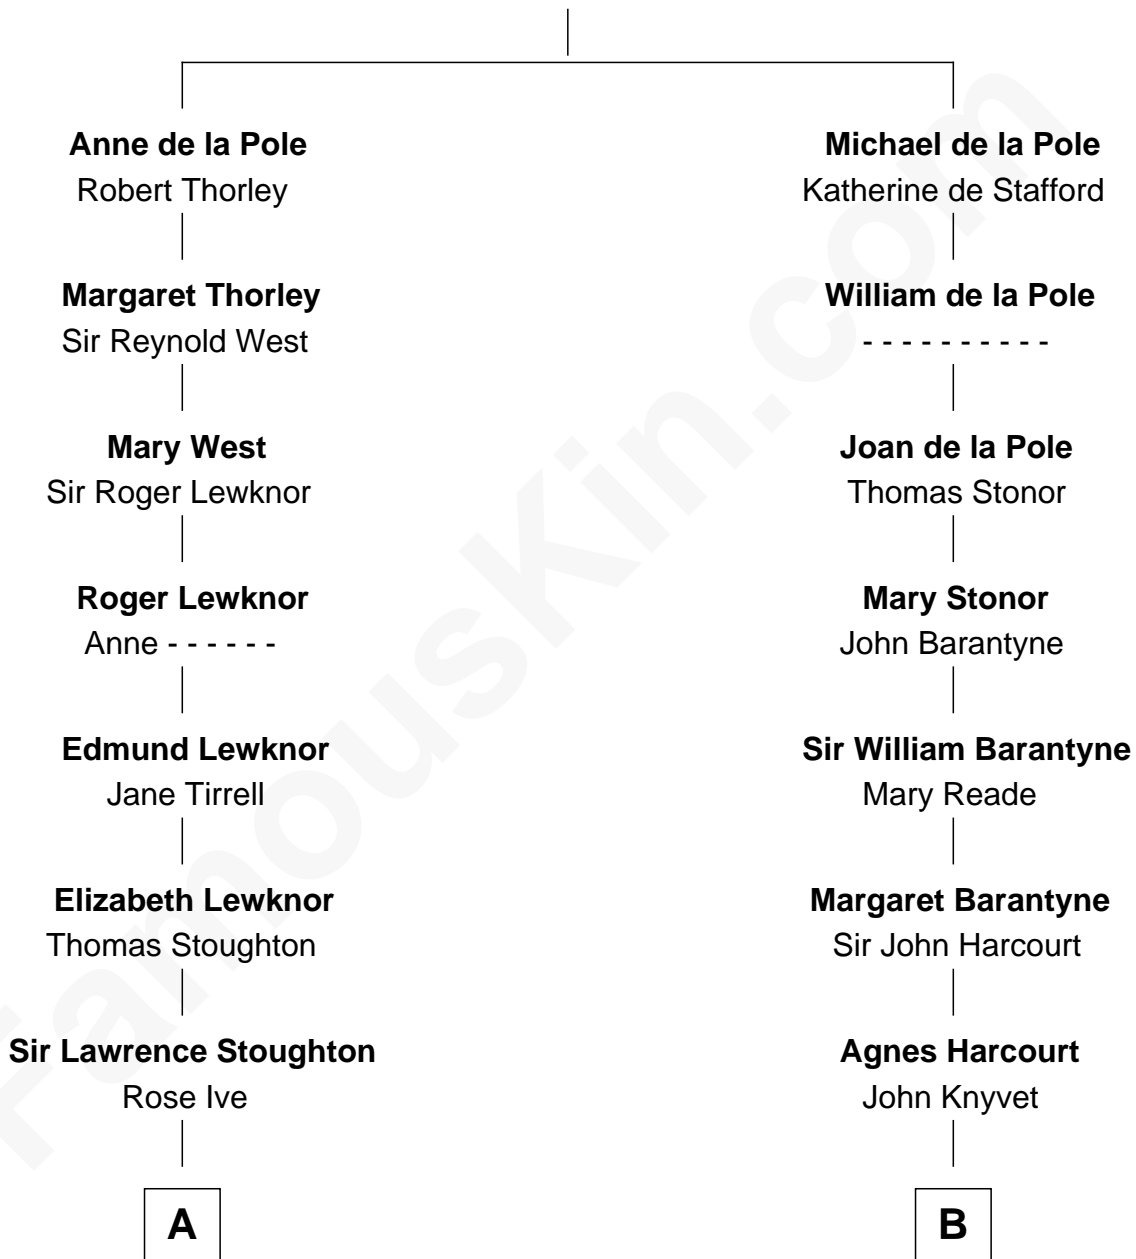 Anne de la Pole
Robert Thorley
Margaret Thorley
Sir Reynold West
Mary West
Sir Roger Lewknor
Roger Lewknor
Anne - - - - - -
Edmund Lewknor
Jane Tirrell
Elizabeth Lewknor
Thomas Stoughton
Sir Lawrence Stoughton
Rose Ive
A
Michael de la Pole
Katherine de Stafford
William de la Pole
- - - - - - - - - -
Joan de la Pole
Thomas Stonor
Mary Stonor
John Barantyne
Sir William Barantyne
Mary Reade
Margaret Barantyne
Sir John Harcourt
Agnes Harcourt
John Knyvet
B
FamousKin.com